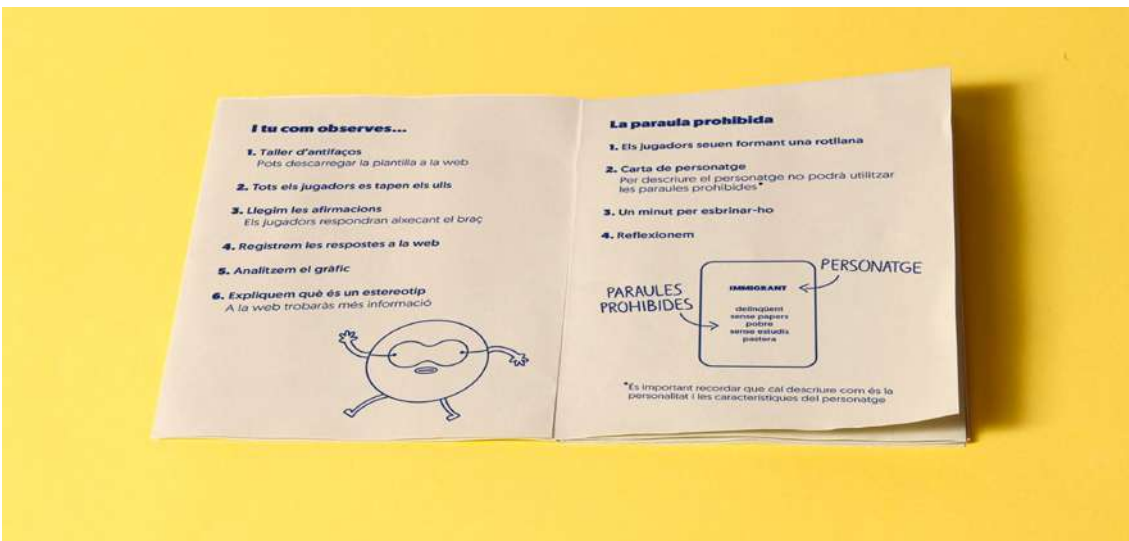 I tu com observes...
1. Taller d'antifaços
Pots descarregar la plantilla a la web
2. Tots els jugadors es tapen els ulls
3. Llegim les afirmacions
Els jugadors respondran aixecant el braç
4. Registrem les respostes a la web
5. Analitzem el gràfic
6. Expliquem què és un estereotip
A la web trobaràs més informació
La paraula prohibida
1. Els jugadors seuen formant una rotllana
2. Carta de personatge
Per descriure el personatge no podrà utilitzar
les paraules prohibides*
3. Un minut per esbrinar-ho
4. Reflexionem
PERSONATGE
PARAULES
PROHIBIDES
IMMIGRANT
delinqüent
sense papers
pobre
sense estudis
pastera
*És important recordar que cal descriure com és la
personalitat i les característiques del personatge